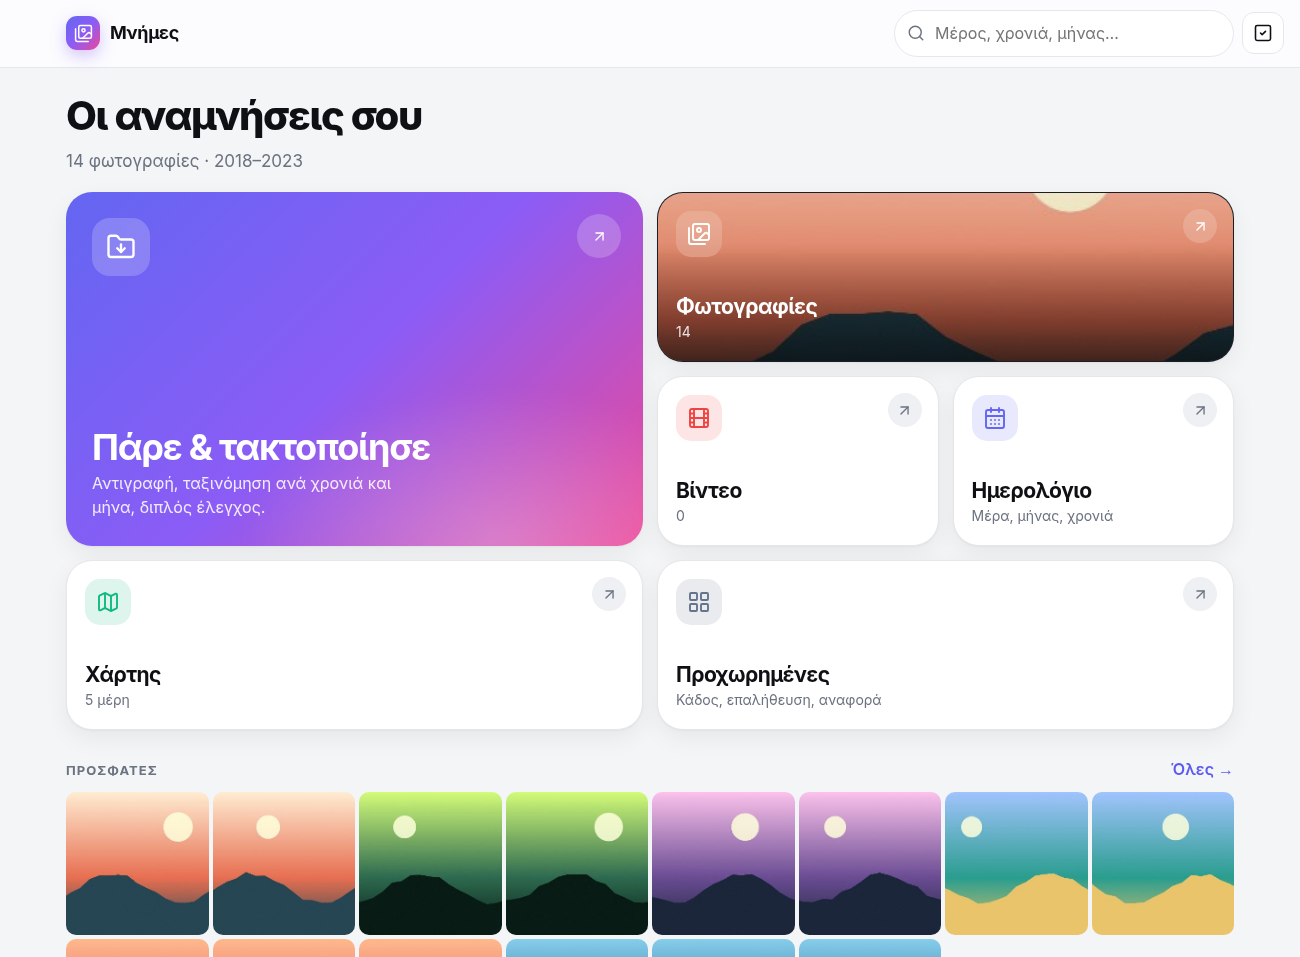 Μνήμες
Μέρος, χρονιά, μήνας...
Οι αναμνήσεις σου
14 φωτογραφίες · 2018–2023
Πάρε & τακτοποίησε
Αντιγραφή, ταξινόμηση ανά χρονιά και
μήνα, διπλός έλεγχος.
Φωτογραφίες
14
Βίντεο
0
Ημερολόγιο
Μέρα, μήνας, χρονιά
Χάρτης
5 μέρη
Προχωρημένες
Κάδος, επαλήθευση, αναφορά
ΠΡΟΣΦΑΤΕΣ
Όλες →